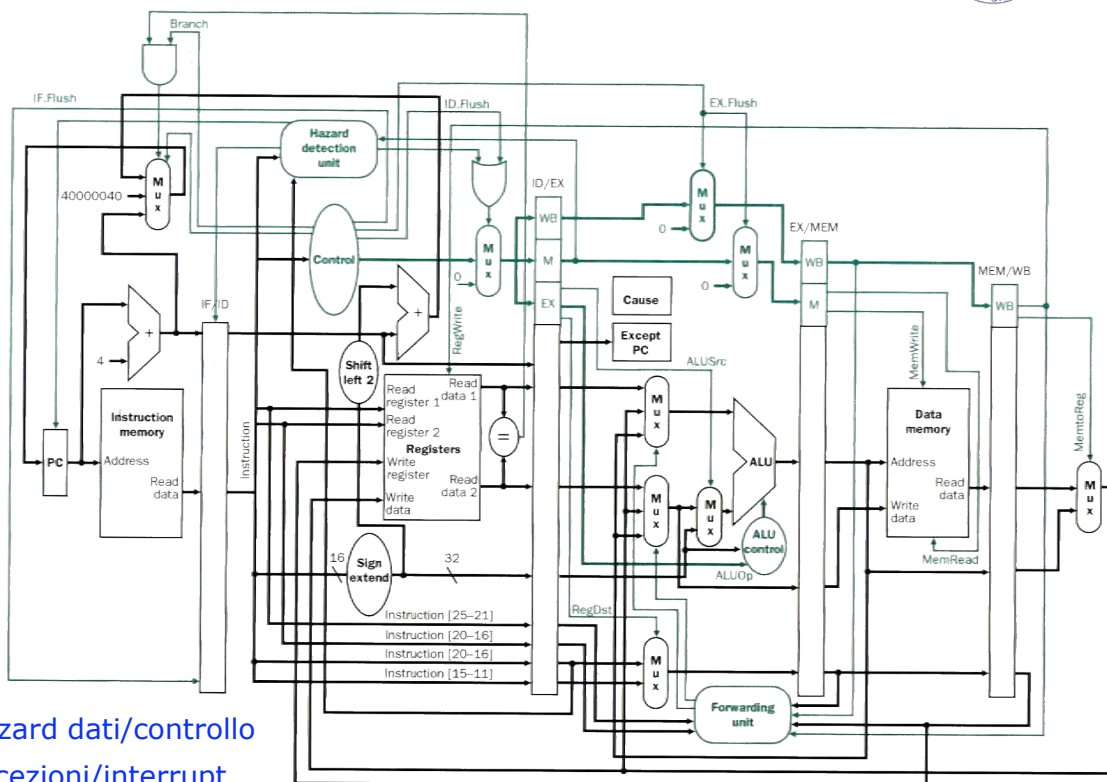 Branch
IF.Flush
ID.Flush
EX.Flush
Hazard
detection
unit
M
u
x
40000040
ID/EX
WB
M
u
x
0
EX/MEM
Control
M
u
x
0
M
M
u
x
0
WB
MEM/WB
IF/ID
EX
Cause
M
WB
+
+
RegWrite
Except
PC
4
Shift
left 2
ALUSrc
MemWrite
Instruction
memory
Read
register 1
Read
data 1
Read
register 2
M
u
x
Data
memory
MemtoReg
PC
Address
Instruction
Registers
=
ALU
Address
Write
register
Read
data 2
Read
data
Write
data
M
u
x
M
u
x
Read
data
Write
data
M
u
x
16
Sign
extend
32
ALU
control
MemRead
ALUOp
RegDst
Instruction [25–21]
Instruction [20–16]
Instruction [20–16]
Instruction [15–11]
M
u
x
Forwarding
unit
zard dati/controllo
cezioni/interrupt